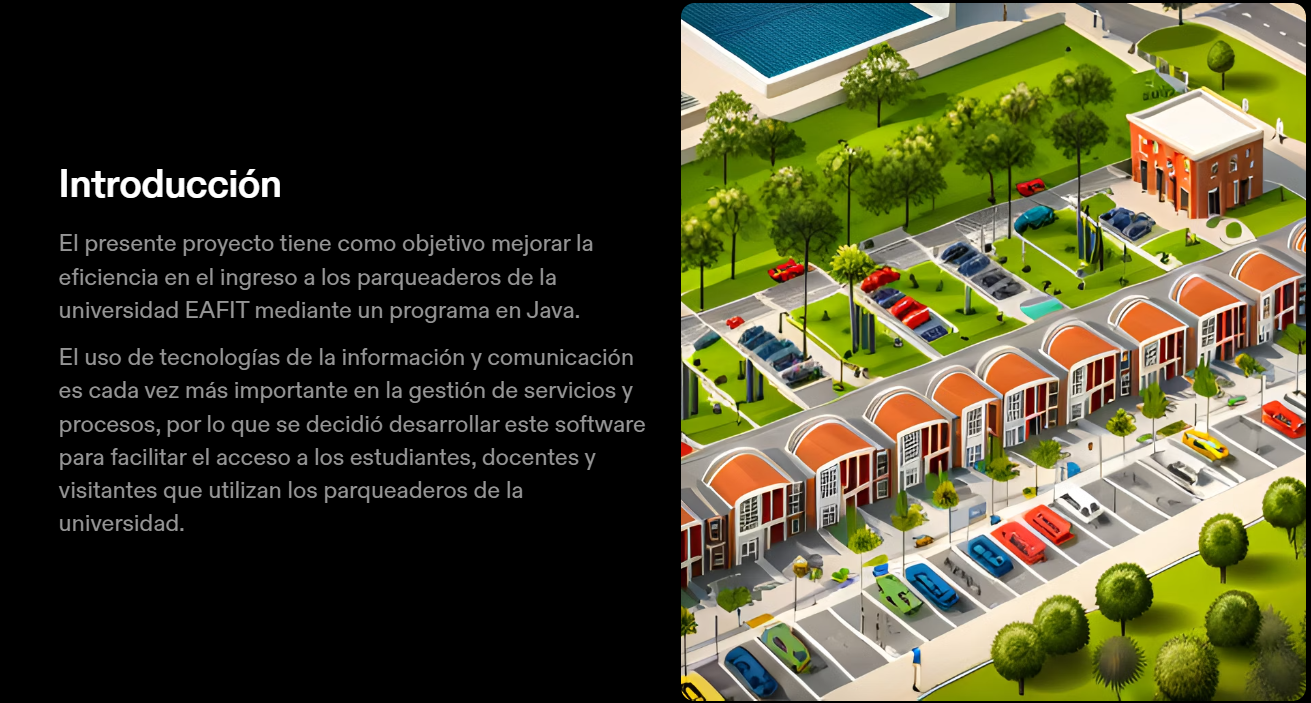 Introducción
El presente proyecto tiene como objetivo mejorar la
eficiencia en el ingreso a los parqueaderos de la
universidad EAFIT mediante un programa en Java.
El uso de tecnologías de la información y comunicación
es cada vez más importante en la gestión de servicios y
procesos, por lo que se decidió desarrollar este software
para facilitar el acceso a los estudiantes, docentes y
visitantes que utilizan los parqueaderos de la
universidad.